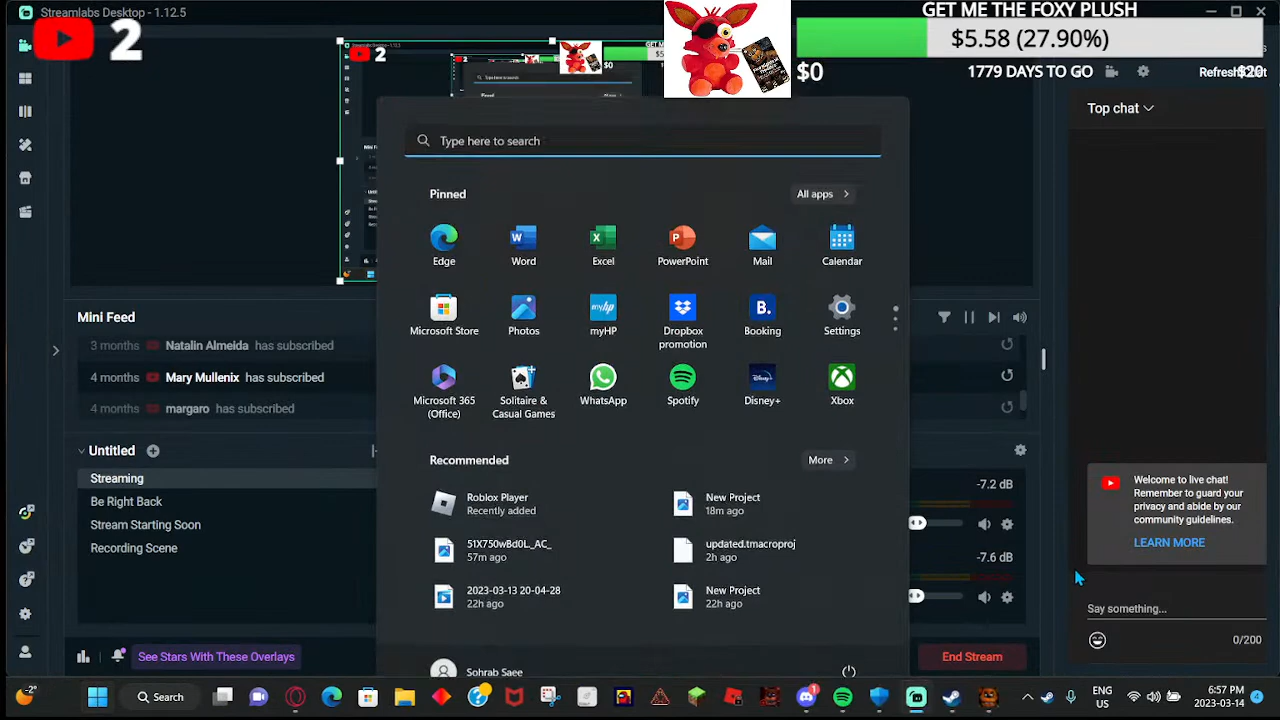 Streamlabs Desktop - 1.12.5
2
GET ME THE FOXY PLUSH
$5.58 (27.90%)
$0
1779 DAYS TO GO
$20
Top chat
Type here to search
Pinned
All apps
Edge
Word
Excel
PowerPoint
Mail
Calendar
Microsoft Store
Photos
myHP
Dropbox
promotion
Booking
Settings
Microsoft 365
(Office)
Solitaire &
Casual Games
WhatsApp
Spotify
Disney+
Xbox
Recommended
More
Roblox Player
Recently added
New Project
18m ago
51X750wBd0L._AC_
57m ago
updated.tmacroproj
2h ago
2023-03-13 20-04-28
22h ago
New Project
22h ago
Sohrab Saee
Mini Feed
3 months Natalin Almeida has subscribed
4 months Mary Mullenix has subscribed
4 months margaro has subscribed
Untitled
Streaming
Be Right Back
Stream Starting Soon
Recording Scene
-7.2 dB
-7.6 dB
See Stars With These Overlays
End Stream
Welcome to live chat!
Remember to guard your
privacy and abide by our
community guidelines.
LEARN MORE
Say something...
0/200
Search
ENG
US
6:57 PM
2023-03-14